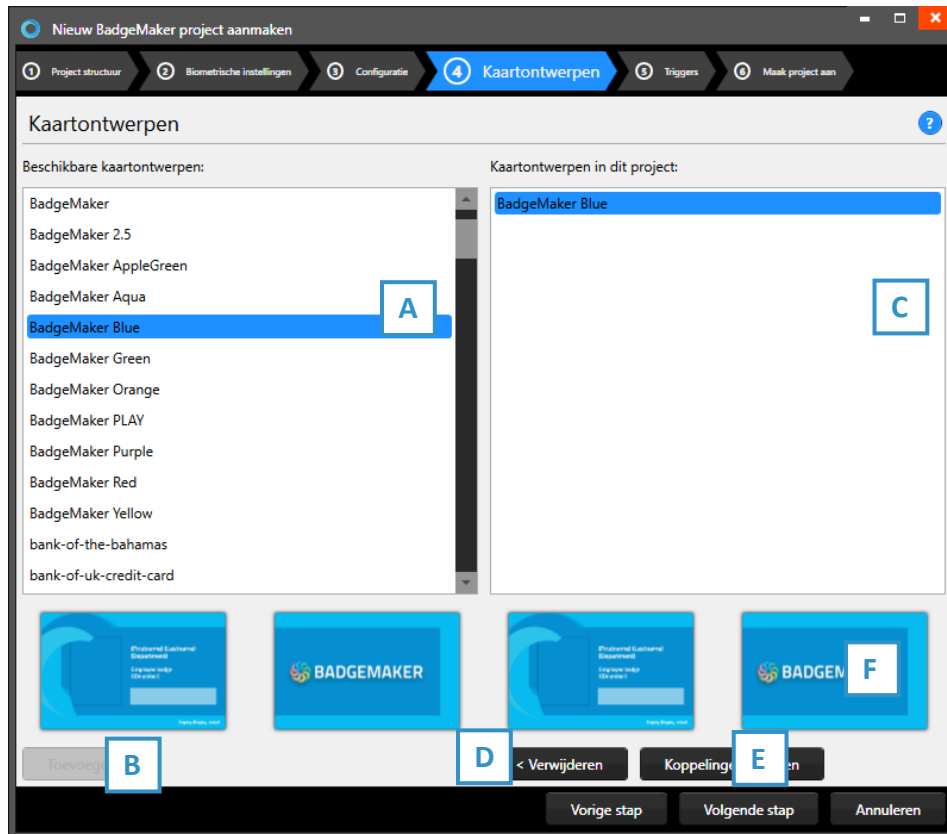 Nieuw BadgeMaker project aanmaken
1 Project structuur 2 Biometrische instellingen 3 Configuratie 4 Kaartontwerpen 5 Triggers 6 Maak project aan
Kaartontwerpen ?
Beschikbare kaartontwerpen:
BadgeMaker
BadgeMaker 2.5
BadgeMaker AppleGreen
BadgeMaker Aqua
BadgeMaker Blue
BadgeMaker Green
BadgeMaker Orange
BadgeMaker PLAY
BadgeMaker Purple
BadgeMaker Red
BadgeMaker Yellow
bank-of-the-bahamas
bank-of-uk-credit-card
A
Kaartontwerpen in dit project:
BadgeMaker Blue
C
BADGEMAKER
BADGEM
F
Toevoege
B
D
< Verwijderen
Koppelinge
E
Vorige stap
Volgende stap
Annuleren